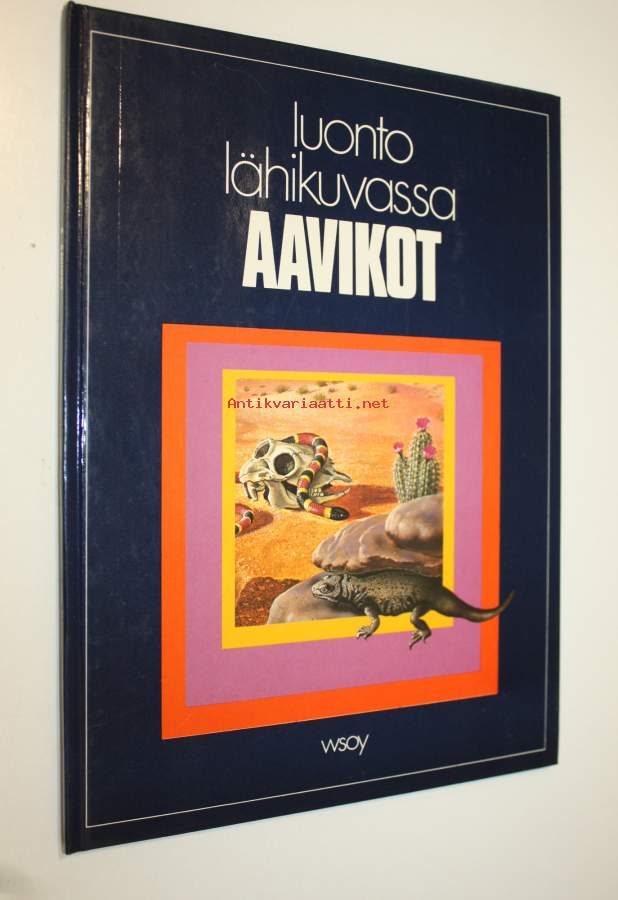 luonto
lähikuvassa
AAVIKOT
Antikvariaatti.net
wsoy